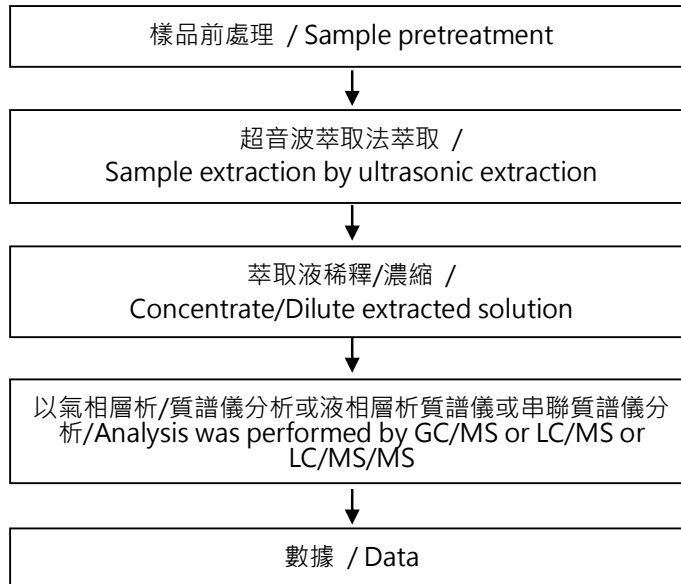 樣品前處理 / Sample pretreatment
超音波萃取法萃取 /
Sample extraction by ultrasonic extraction
萃取液稀釋/濃縮 /
Concentrate/Dilute extracted solution
以氣相層析/質譜儀分析或液相層析質譜儀或串聯質譜儀分
析/Analysis was performed by GC/MS or LC/MS or
LC/MS/MS
數據 / Data